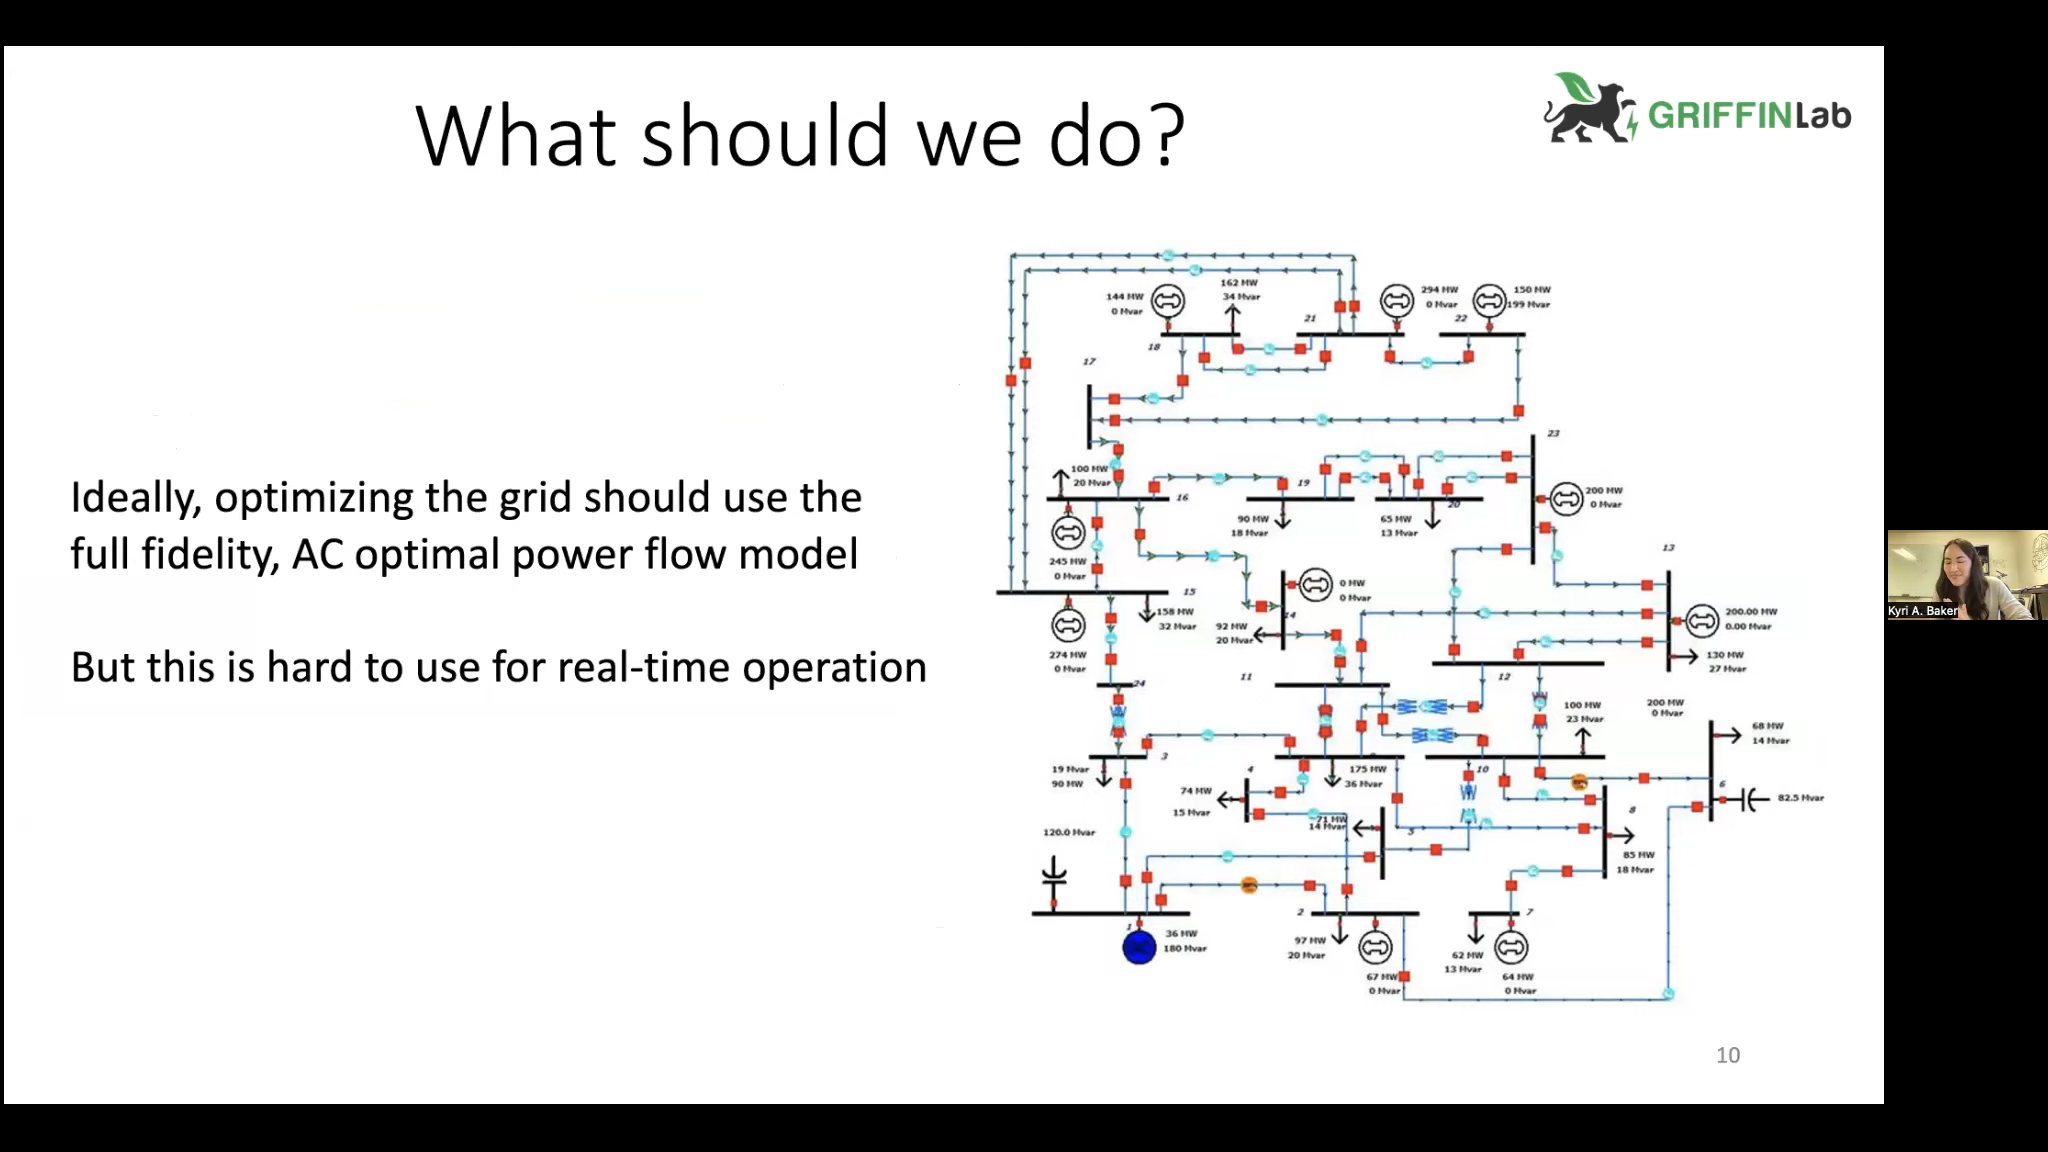 What should we do?
GRIFFINLab
Ideally, optimizing the grid should use the
full fidelity, AC optimal power flow model
But this is hard to use for real-time operation
162 MW
34 Mvar
144 MW
0 Mvar
294 MW
0 Mvar
150 MW
199 Mvar
18
21
22
17
23
100 MW
20 Mvar
16
19
20
200 MW
0 Mvar
90 MW
18 Mvar
65 MW
13 Mvar
245 MW
0 Mvar
13
15
14
0 MW
0 Mvar
158 MW
32 Mvar
92 MW
20 Mvar
200.00 MW
0.00 Mvar
130 MW
27 Mvar
274 MW
0 Mvar
24
11
12
100 MW
23 Mvar
200 MW
0 Mvar
68 MW
14 Mvar
3
19 Mvar
90 MW
4
175 MW
36 Mvar
10
6
82.5 Mvar
74 MW
15 Mvar
71 MW
14 Mvar
5
8
120.0 Mvar
85 MW
18 Mvar
1
36 MW
180 Mvar
2
97 MW
20 Mvar
67 MW
0 Mvar
7
62 MW
13 Mvar
64 MW
0 Mvar
10
Kyri A. Baker